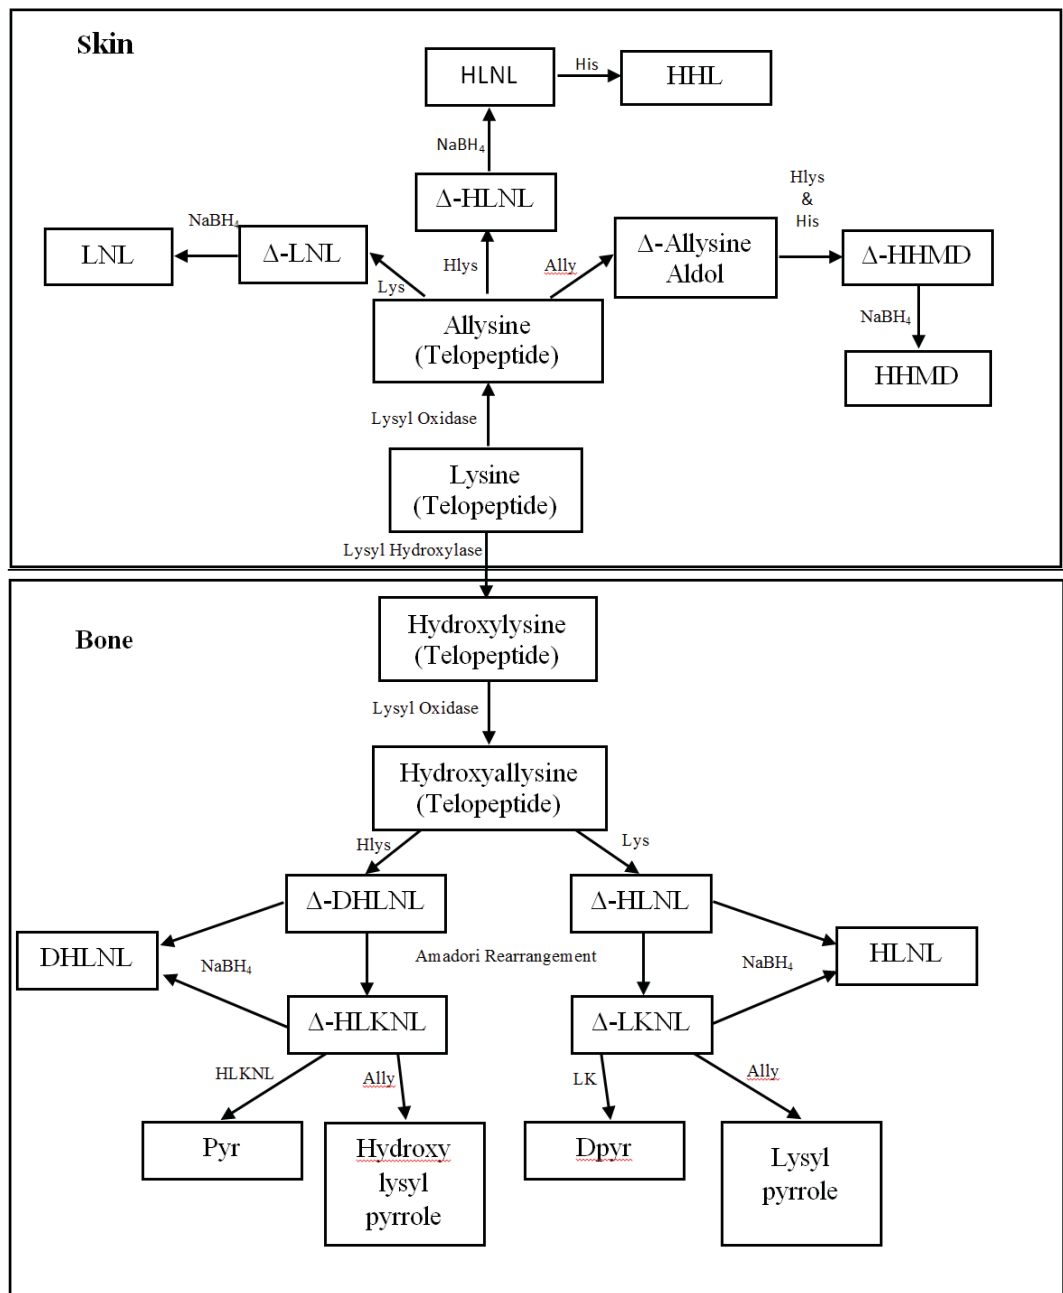 Skin
HLNL
His
HHL
NaBH₄
Δ-HLNL
Hlys
&
His
LNL
NaBH₄
Δ-LNL
Lys
Hlys
Ally
Δ-Allysine
Aldol
Δ-HHMD
NaBH₄
HHMD
Allysine
(Telopeptide)
Lysyl Oxidase
Lysine
(Telopeptide)
Lysyl Hydroxylase
Bone
Hydroxylysine
(Telopeptide)
Lysyl Oxidase
Hydroxyallysine
(Telopeptide)
Hlys
Lys
Δ-DHLNL
Δ-HLNL
DHLNL
NaBH₄
Amadori Rearrangement
NaBH₄
HLNL
Δ-HLKNL
Δ-LKNL
HLKNL
Ally
LK
Ally
Pyr
Hydroxy
lysyl
pyrrole
Dpyr
Lysyl
pyrrole